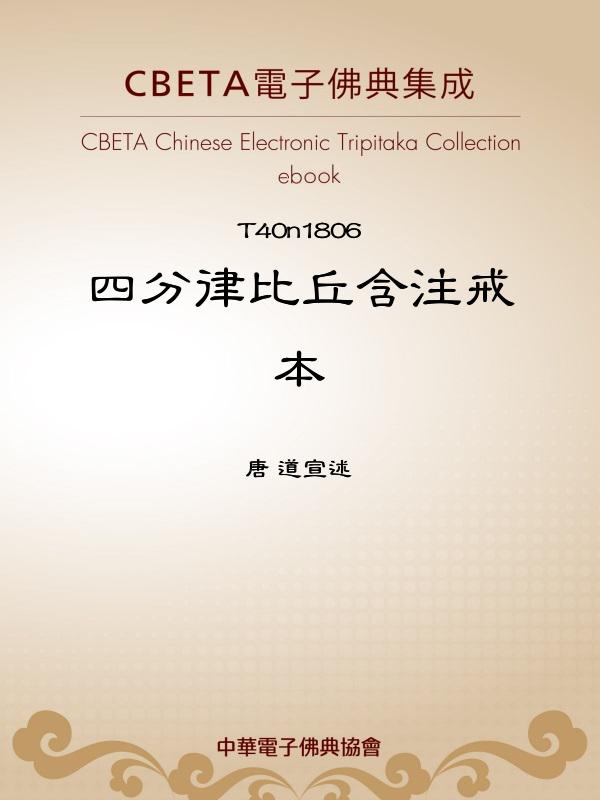 CBETA電子佛典集成
CBETA Chinese Electronic Tripitaka Collection
ebook
T40n1806
四分律比丘含注戒
本
唐 道宣述
中華電子佛典協會